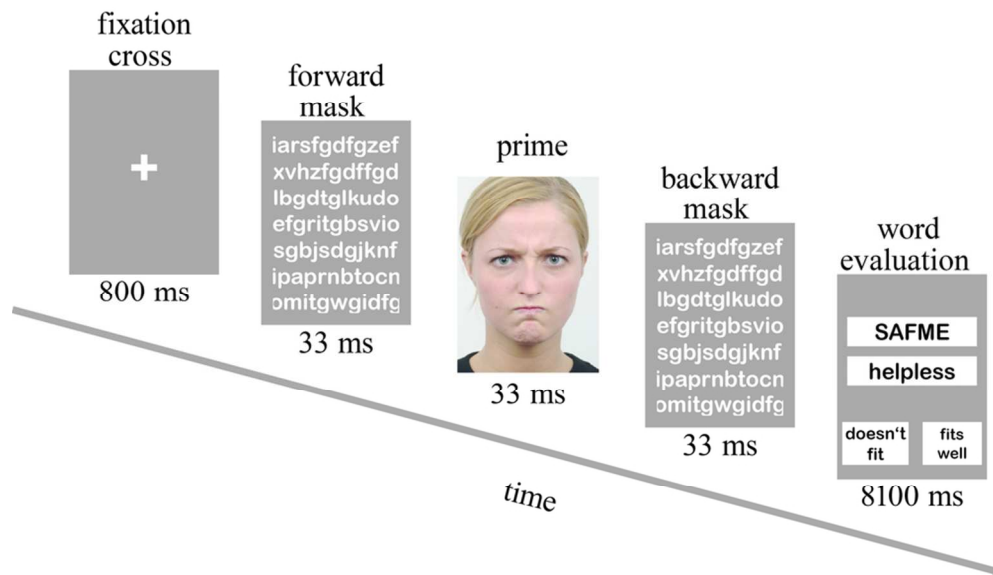 fixation
cross
800 ms
forward
mask
iarsfgdfgzef
xvhzfgdffgd
lbgdtglkudo
efgritgbsvio
sgbjsdgjknf
ipaprnbtocn
omitgwgidfg
33 ms
prime
33 ms
backward
mask
iarsfgdfgzef
xvhzfgdffgd
lbgdtglkudo
efgritgbsvio
sgbjsdgjknf
ipaprnbtocn
omitgwgidfg
33 ms
word
evaluation
SAFME
helpless
doesn't fits
fit well
8100 ms
time